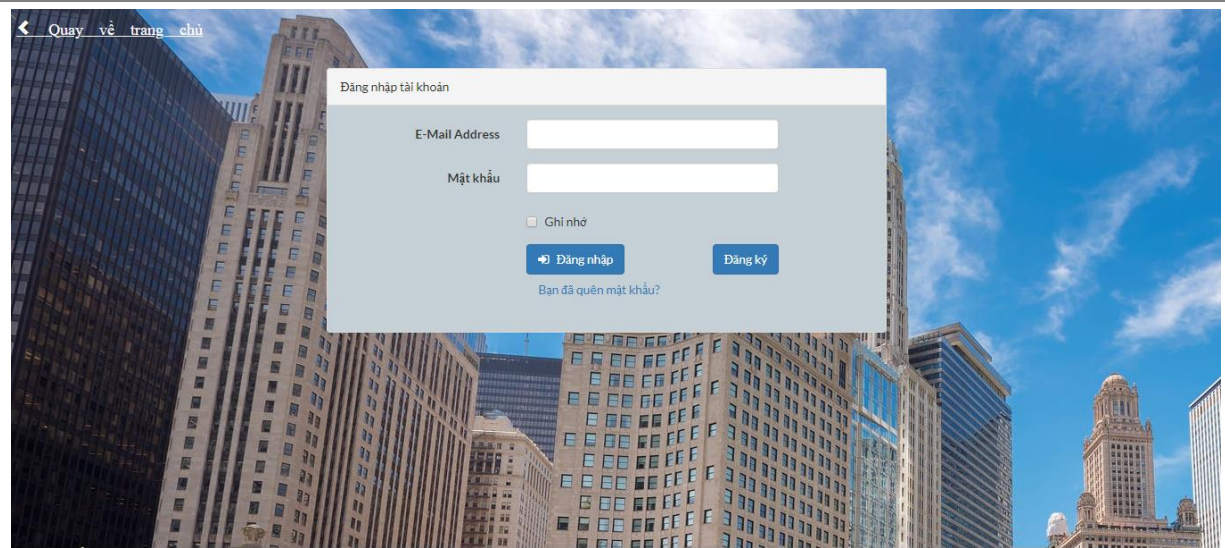 Quay về trang chủ
Đăng nhập tài khoản
E-Mail Address
Mật khẩu
Ghi nhớ
Đăng nhập
Đăng ký
Bạn đã quên mật khẩu?